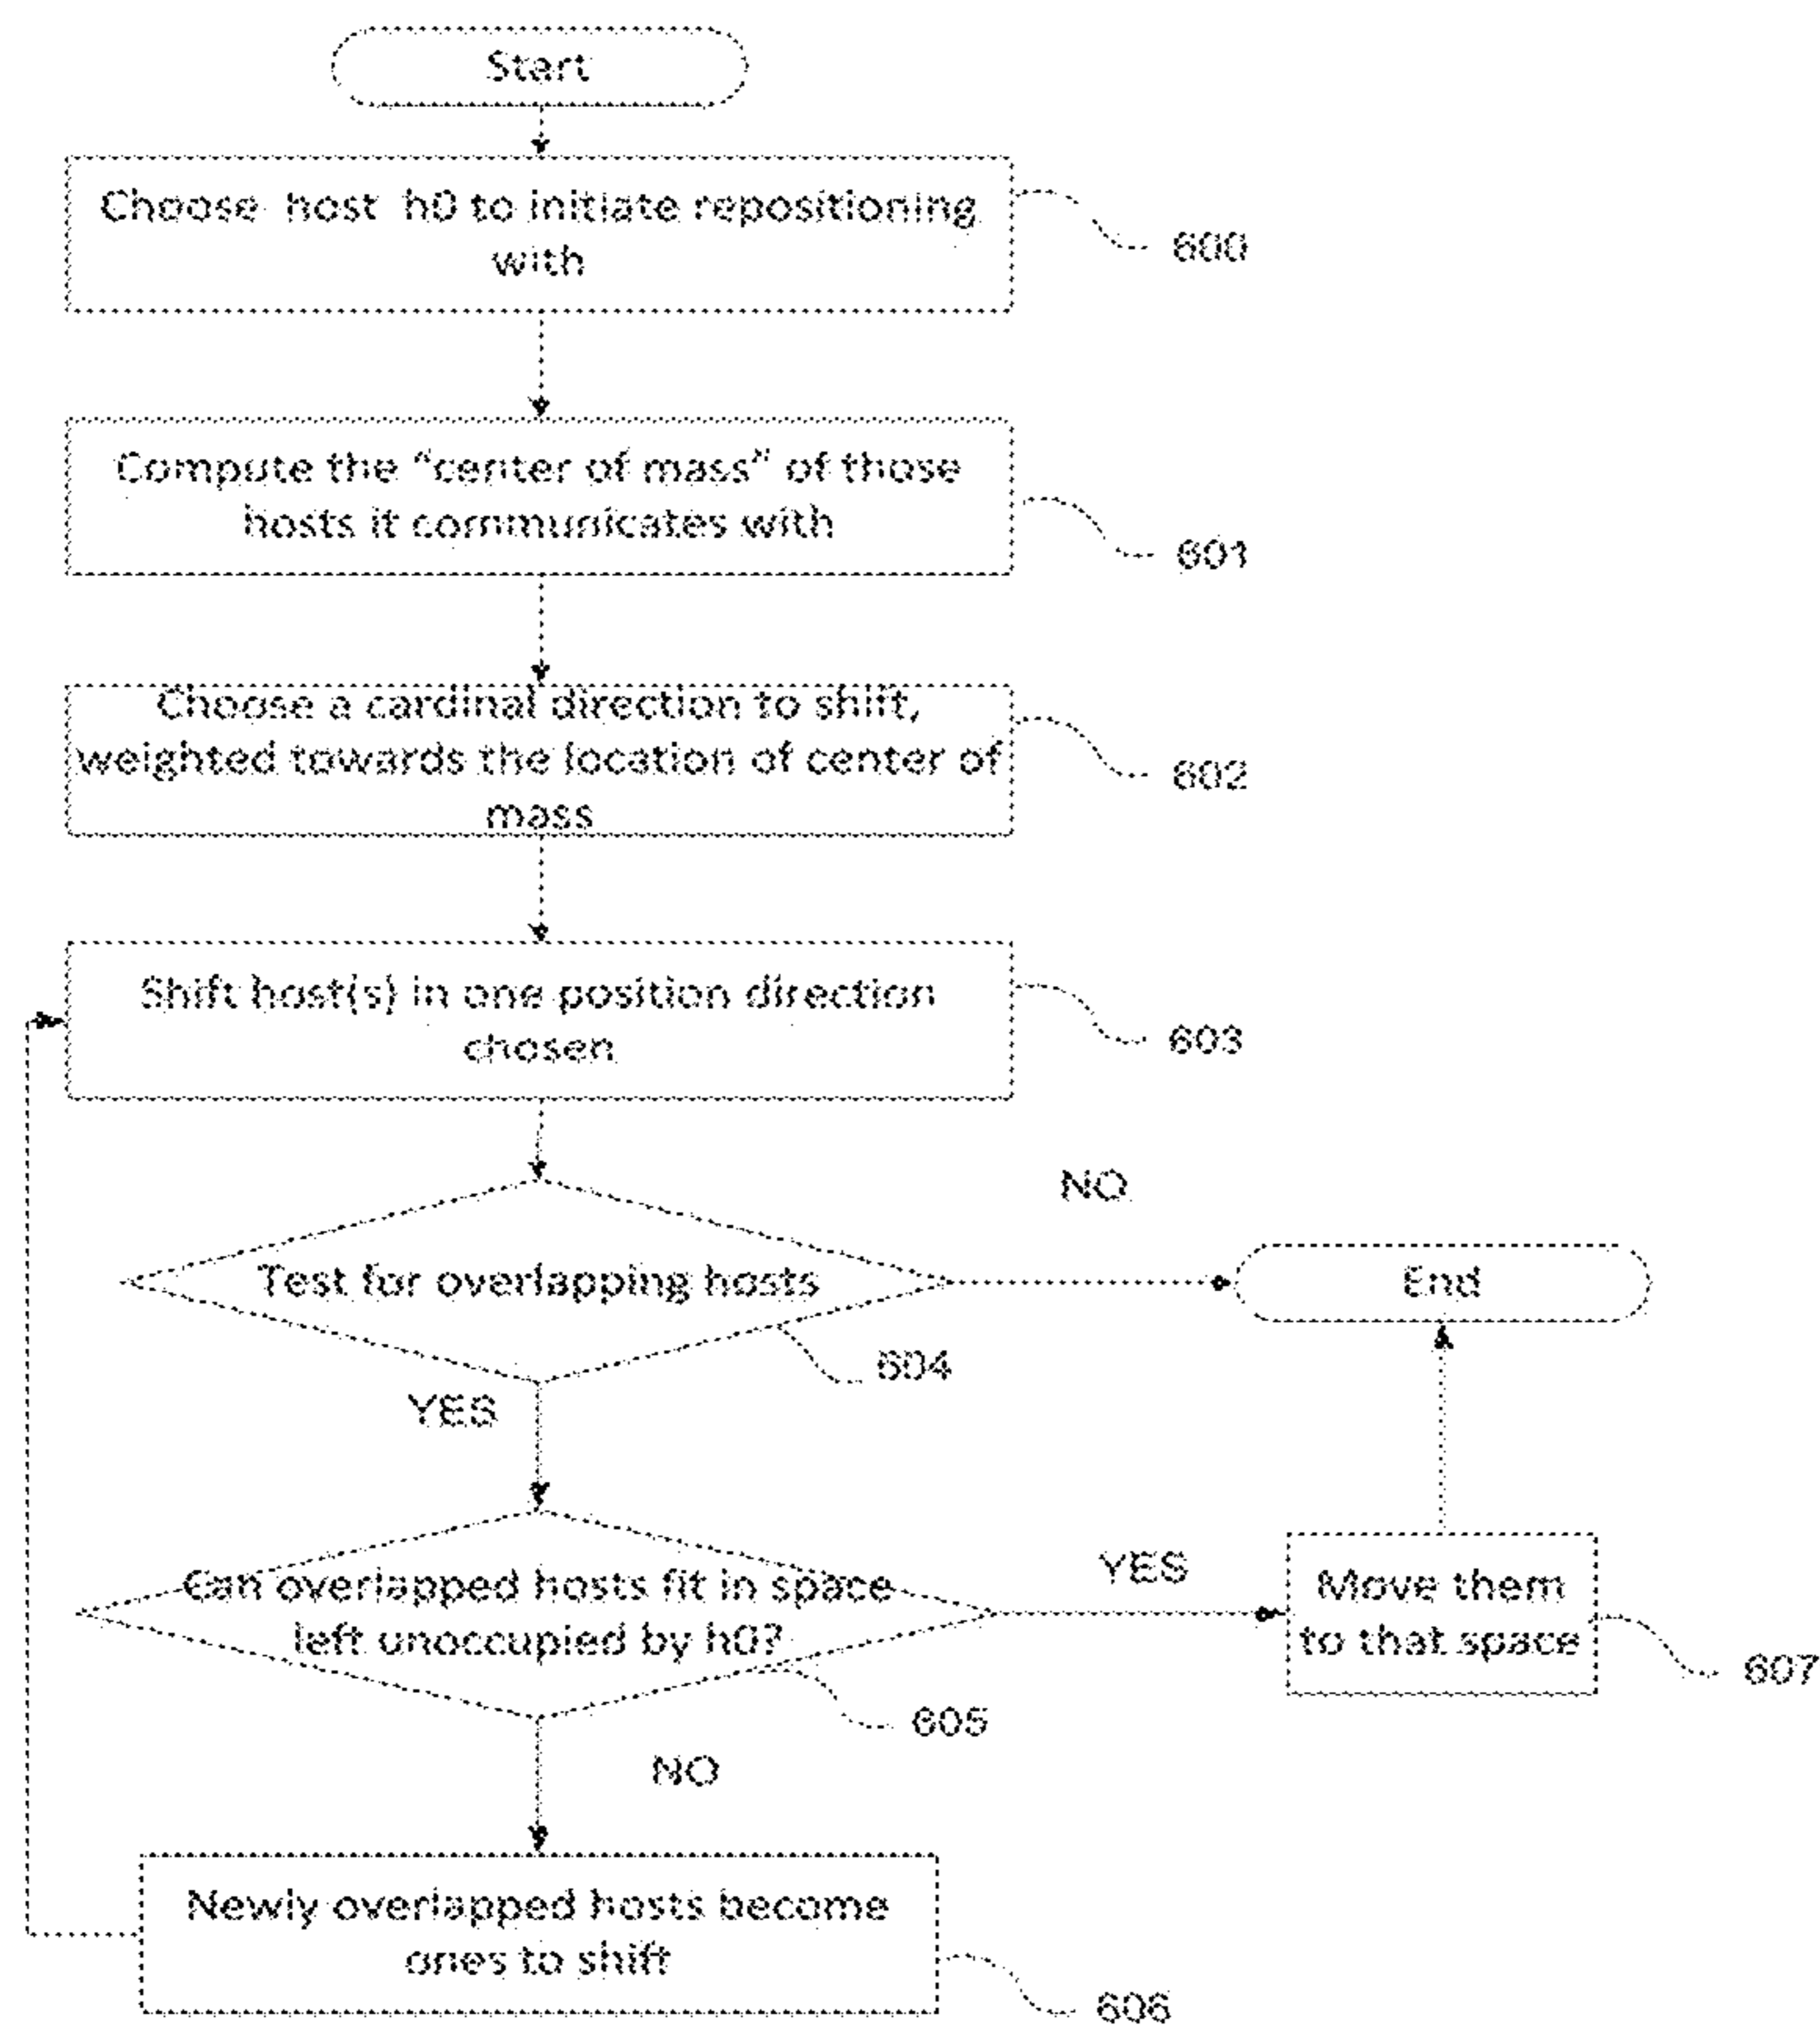 Start
Choose host h0 to initiate repositioning
with
600
Compute the “center of mass” of those
hosts it communicates with
601
Choose a cardinal direction to shift,
weighted towards the location of center of
mass
602
Shift host(s) in one position direction
chosen
603
NO
Test for overlapping hosts
End
604
YES
Can overlapped hosts fit in space
left unoccupied by h0?
YES
Move them
to that space
607
605
NO
Newly overlapped hosts become
ones to shift
606